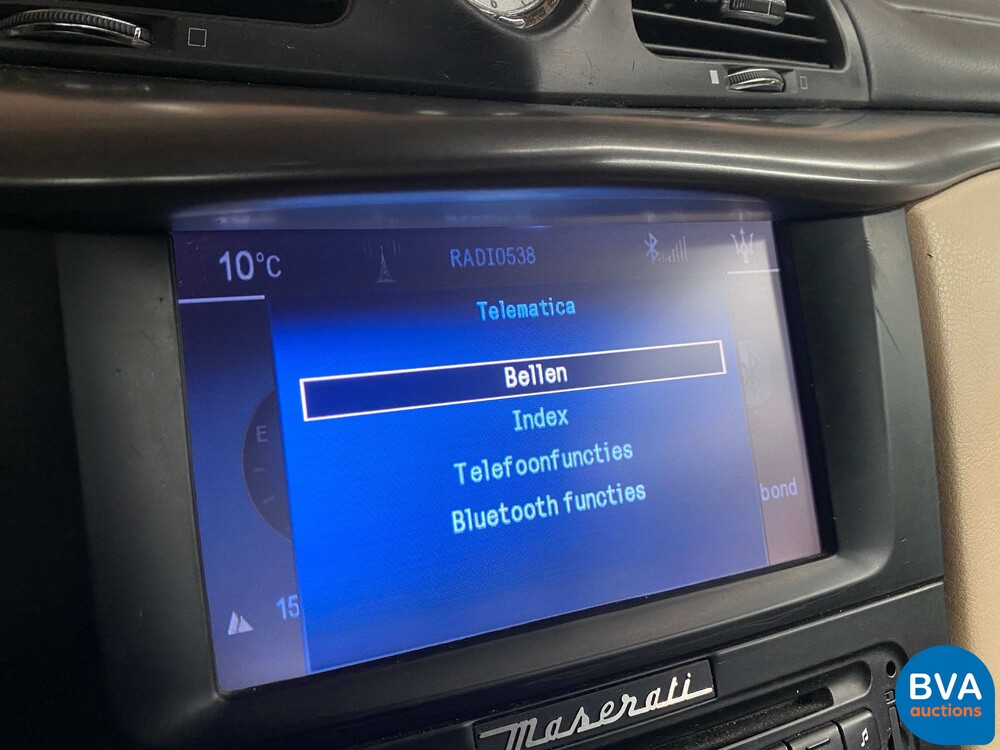 10°C
RADIO538
Telematica
Bellen
Index
Telefoonfuncties
Bluetooth functies
E
bond
15
Maserati
BVA
auctions